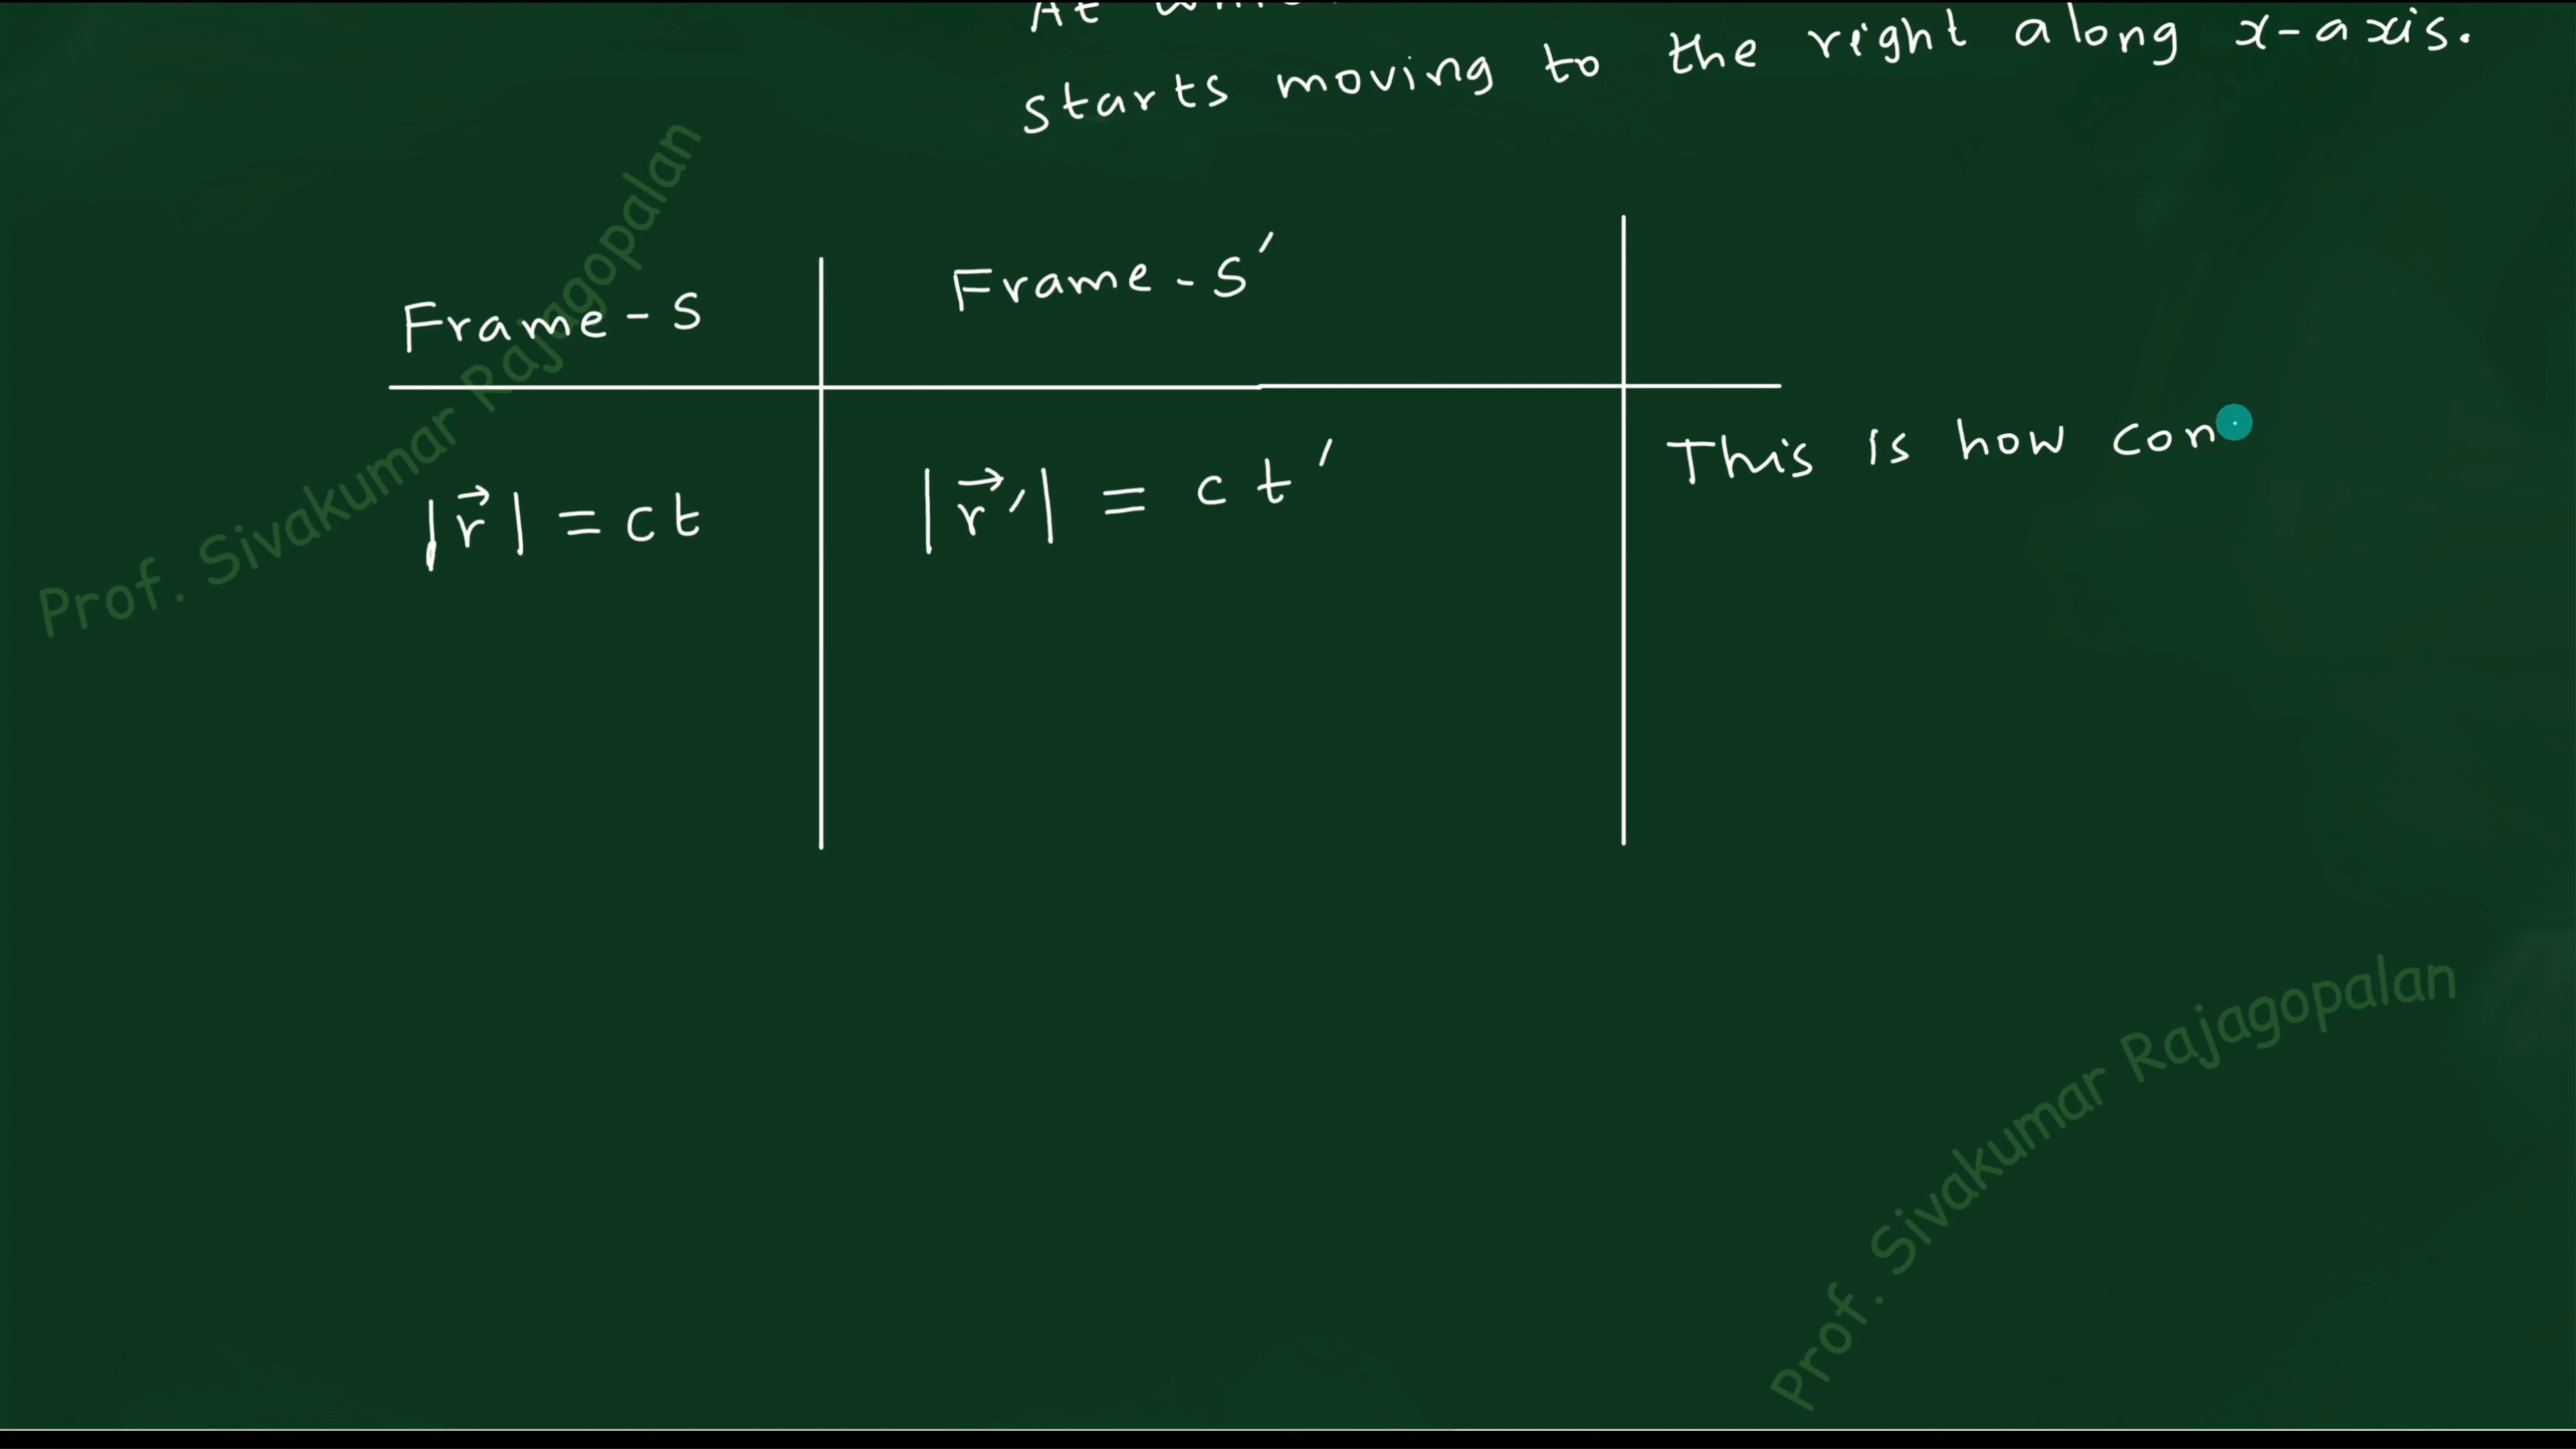 At
starts moving to the right along x-axis.
Frame - S
Frame - S′
|r⃗| = ct
|r⃗′| = ct′
This is how con
Prof. Sivakumar Rajagopalan
Prof. Sivakumar Rajagopalan